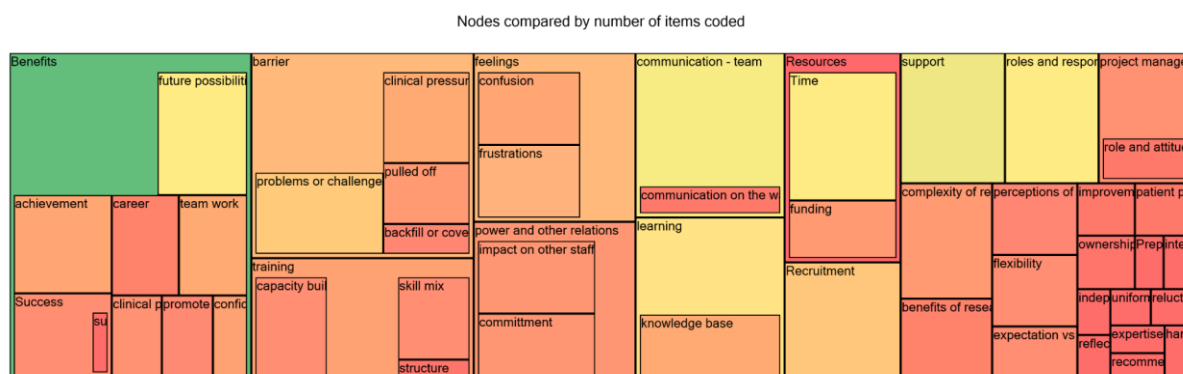 Nodes compared by number of items coded
Benefits
future possibiliti
achievement
career
team work
Success
su
clinical p
promote
confid
barrier
clinical pressur
problems or challenge
pulled off
backfill or cove
training
capacity buil
skill mix
structure
feelings
confusion
frustrations
power and other relations
impact on other staff
committment
communication - team
communication on the w
learning
knowledge base
Resources
Time
funding
Recruitment
support
roles and respor
project manage
role and attitud
complexity of re
benefits of resea
perceptions of
flexibility
expectation vs
improvem
patient p
ownership
Prep
inte
indep
uniform
reluct
reflec
expertise
har
recomme